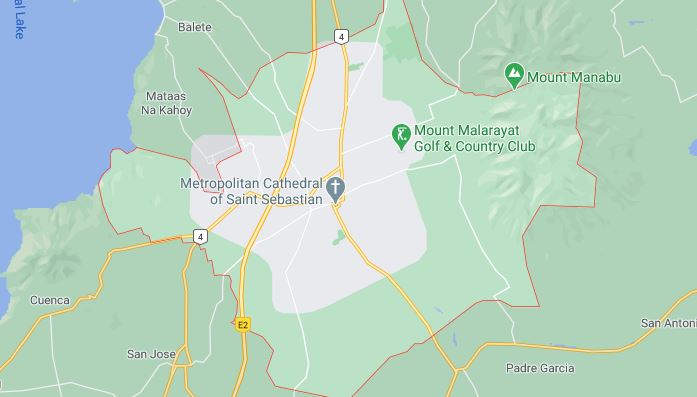 al Lake
Balete
4
Mount Manabu
Mataas
Na Kahoy
Mount Malarayat
Golf & Country Club
Metropolitan Cathedral
of Saint Sebastian
4
Cuenca
E2
San Antoni
San Jose
Padre Garcia